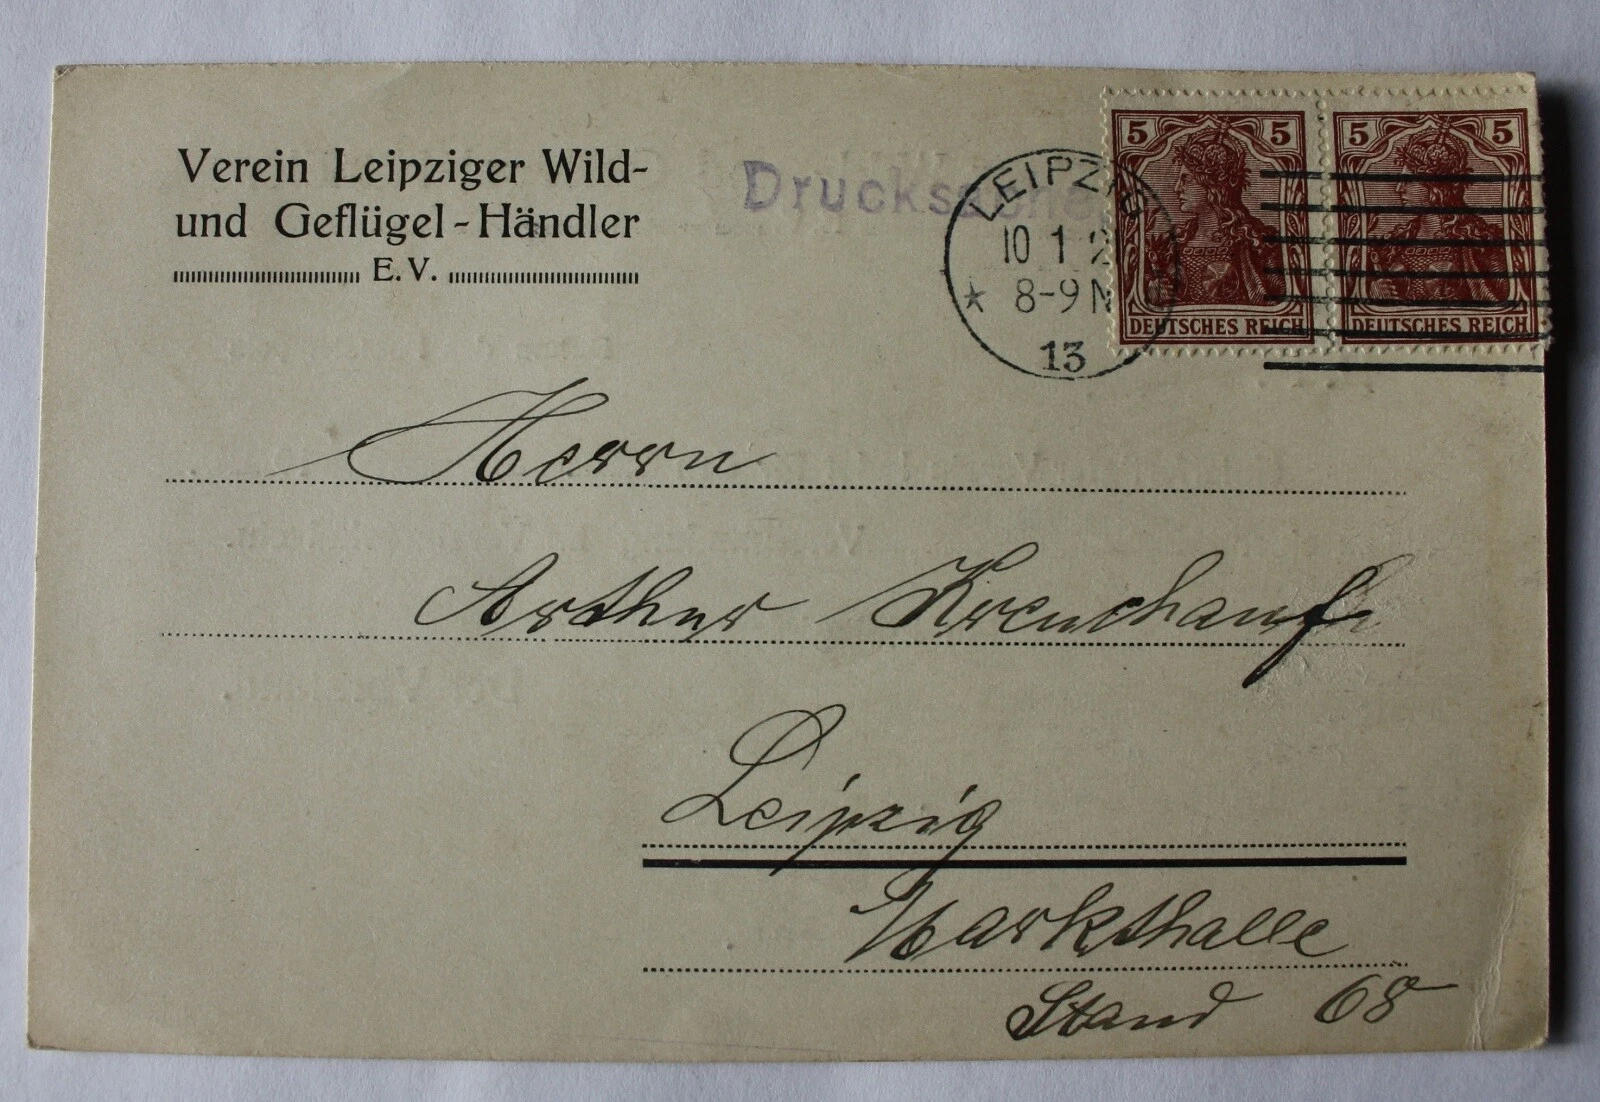 Verein Leipziger Wild-
und Geflügel-Händler
E. V.
Drucksache
LEIPZIG
10 1 2
8-9 N
13
5 5
DEUTSCHES REICH
5 5
DEUTSCHES REICH
Herrn
Arthur
Leipzig
Markthalle
Stand 68